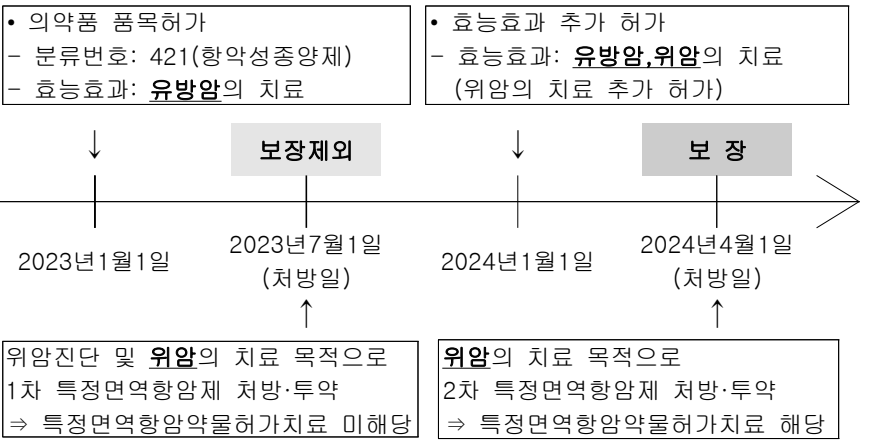 • 의약품 품목허가
- 분류번호: 421(항악성종양제)
- 효능효과: 유방암의 치료
• 효능효과 추가 허가
- 효능효과: 유방암,위암의 치료
(위암의 치료 추가 허가)
↓
보장제외
↓
보 장
2023년1월1일
2023년7월1일
(처방일)
2024년1월1일
2024년4월1일
(처방일)
↑
↑
위암진단 및 위암의 치료 목적으로
1차 특정면역항암제 처방·투약
⇒ 특정면역항암약물허가치료 미해당
위암의 치료 목적으로
2차 특정면역항암제 처방·투약
⇒ 특정면역항암약물허가치료 해당